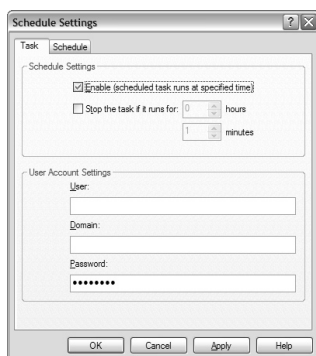 Schedule Settings
Task Schedule
Schedule Settings
Enable (scheduled task runs at specified time)
Stop the task if it runs for: 0 hours
1 minutes
User Account Settings
User:
Domain:
Password:
••••••••
OK Cancel Apply Help